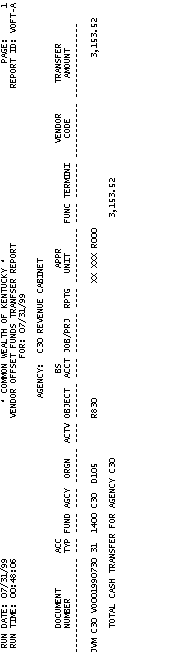 RUN DATE: 07/31/99 * COMMON WEALTH OF KENTUCKY * PAGE: 1
RUN TIME: 00:48:06 VENDOR OFFSET FUNDS TRANFSER REPORT REPORT ID: VOFT-A
FOR: 07/31/99
AGENCY: C30 REVENUE CABINET
DOCUMENT ACC BS APPR VENDOR TRANSFER
NUMBER TYP FUND AGCY ORGN ACTV OBJECT ACCT JOB/PRJ RPTG UNIT FUNC TERMINI CODE AMOUNT
JVM C30 V0001990730 31 1400 C30 D105 R830 XX XXX R000 3,153.52
TOTAL CASH TRANSFER FOR AGENCY C30 3,153.52